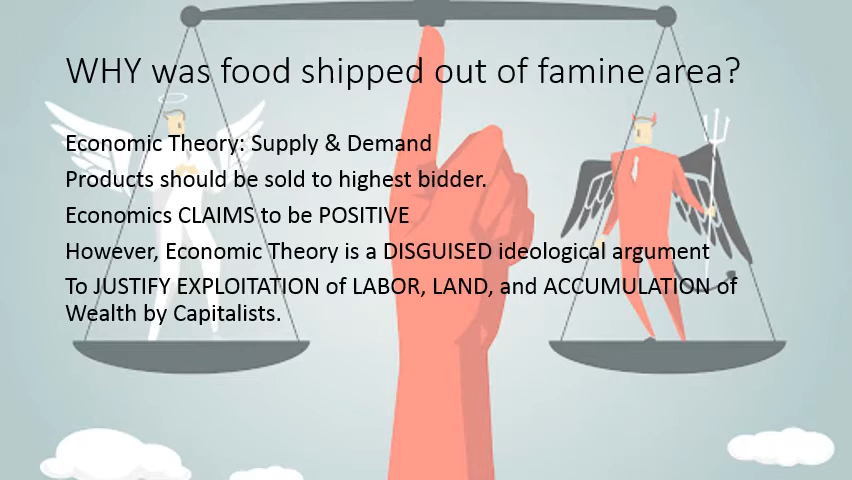 WHY was food shipped out of famine area?
Economic Theory: Supply & Demand
Products should be sold to highest bidder.
Economics CLAIMS to be POSITIVE
However, Economic Theory is a DISGUISED ideological argument
To JUSTIFY EXPLOITATION of LABOR, LAND, and ACCUMULATION of
Wealth by Capitalists.